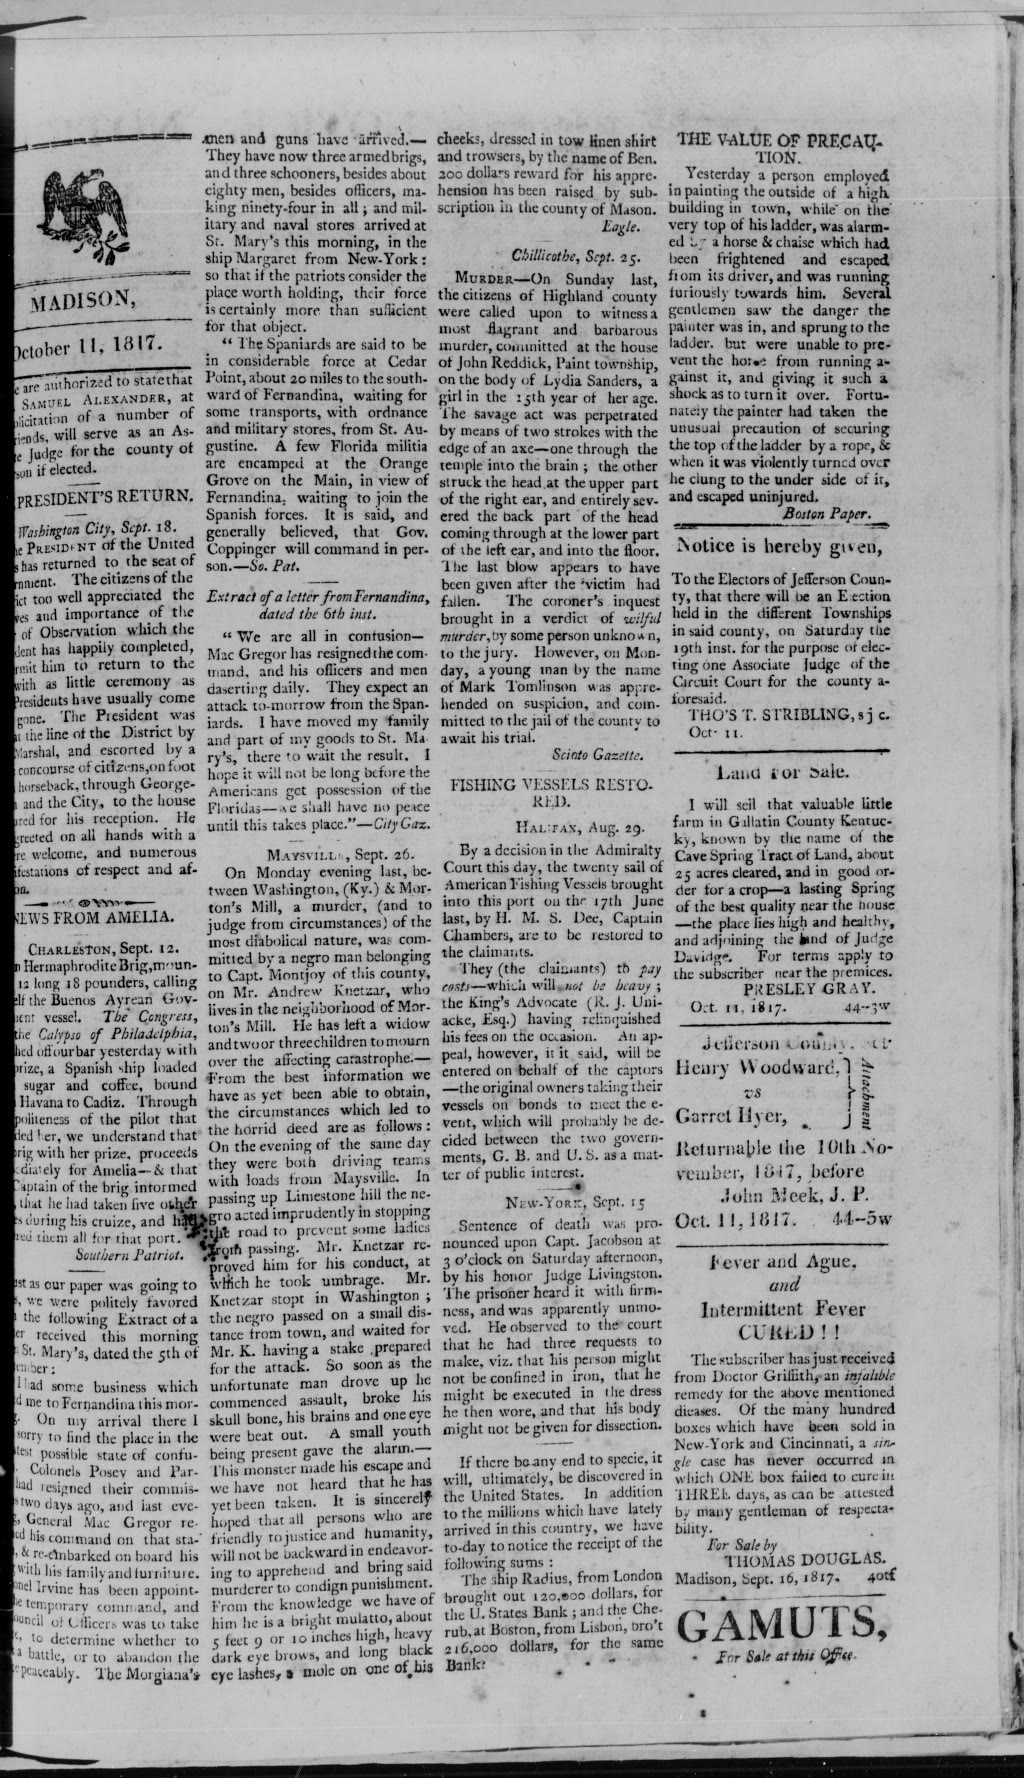 MADISON,
October 11, 1817.
are authorized to state that
SAMUEL ALEXANDER, at
licitation of a number of
iends, will serve as an As-
Judge for the county of
son if elected.
PRESIDENT'S RETURN.
Washington City, Sept. 18.
PRESIDENT of the United
has returned to the seat of
rnment. The citizens of the
ict too well appreciated the
ves and importance of the
of Observation which the
dent has happily completed,
rmit him to return to the
with as little ceremony as
Presidents have usually come
gone. The President was
at the line of the District by
Marshal, and escorted by a
concourse of citizens, on foot
horseback, through George-
and the City, to the house
ared for his reception. He
greeted on all hands with a
re welcome, and numerous
ifestations of respect and af-
on.
NEWS FROM AMELIA.
CHARLESTON, Sept. 12.
Hermaphrodite Brig, moun-
12 long 18 pounders, calling
elf the Buenos Ayrean Gov-
ment vessel. The Congress,
the Calypso of Philadelphia,
hed off our bar yesterday with
prize, a Spanish ship loaded
sugar and coffee, bound
Havana to Cadiz. Through
politeness of the pilot that
ded her, we understand that
brig with her prize, proceeds
ediately for Amelia—& that
Captain of the brig informed
that he had taken five other
s during his cruize, and had
red them all for that port.
Southern Patriot.
ust as our paper was going to
s, we were politely favored
the following Extract of a
er received this morning
St. Mary's, dated the 5th of
ember:
I had some business which
d me to Fernandina this mor-
g. On my arrival there I
sorry to find the place in the
atest possible state of confu-
Colonels Posey and Par-
had resigned their commis-
s two days ago, and last eve-
g, General Mac Gregor re-
ed his command on that sta-
, & re-embarked on board his
with his family and furniture.
onel Irvine has been appoint-
he temporary command, and
ouncil of Officers was to take
, to determine whether to
a battle, or to abandon the
peaceably. The Morgiana's
men and guns have arrived.—
They have now three armed brigs,
and three schooners, besides about
eighty men, besides officers, ma-
king ninety-four in all; and mil-
itary and naval stores arrived at
St. Mary's this morning, in the
ship Margaret from New-York:
so that if the patriots consider the
place worth holding, their force
is certainly more than sufficient
for that object.
" The Spaniards are said to be
in considerable force at Cedar
Point, about 20 miles to the south-
ward of Fernandina, waiting for
some transports, with ordnance
and military stores, from St. Au-
gustine. A few Florida militia
are encamped at the Orange
Grove on the Main, in view of
Fernandina, waiting to join the
Spanish forces. It is said, and
generally believed, that Gov.
Coppinger will command in per-
son.—So. Pat.
Extract of a letter from Fernandina,
dated the 6th inst.
" We are all in contusion—
Mac Gregor has resigned the com-
mand, and his officers and men
daserting daily. They expect an
attack to-morrow from the Span-
iards. I have moved my family
and part of my goods to St. Ma-
ry's, there to wait the result. I
hope it will not be long before the
Americans get possession of the
Floridas—we shall have no peace
until this takes place."—City Gaz.
MAYSVILLE, Sept. 26.
On Monday evening last, be-
tween Washington, (Ky.) & Mor-
ton's Mill, a murder, (and to
judge from circumstances) of the
most diabolical nature, was com-
mitted by a negro man belonging
to Capt. Montjoy of this county,
on Mr. Andrew Knetzar, who
lives in the neighborhood of Mor-
ton's Mill. He has left a widow
and two or three children to mourn
over the affecting catastrophe.—
From the best information we
have as yet been able to obtain,
the circumstances which led to
the horrid deed are as follows:
On the evening of the same day
they were both driving teams
with loads from Maysville. In
passing up Limestone hill the ne-
gro acted imprudently in stopping
the road to prevent some ladies
from passing. Mr. Knetzar re-
proved him for his conduct, at
which he took umbrage. Mr.
Knetzar stopt in Washington;
the negro passed on a small dis-
tance from town, and waited for
Mr. K. having a stake prepared
for the attack. So soon as the
unfortunate man drove up he
commenced assault, broke his
skull bone, his brains and one eye
were beat out. A small youth
being present gave the alarm.—
This monster made his escape and
we have not heard that he has
yet been taken. It is sincerely
hoped that all persons who are
friendly to justice and humanity,
will not be backward in endeavor-
ing to apprehend and bring said
murderer to condign punishment.
From the knowledge we have of
him he is a bright mulatto, about
5 feet 9 or 10 inches high, heavy
dark eye brows, and long black
eye lashes, a mole on one of his
cheeks, dressed in tow linen shirt
and trowsers, by the name of Ben.
200 dollars reward for his appre-
hension has been raised by sub-
scription in the county of Mason.
Eagle.
Chillicothe, Sept. 25.
MURDER—On Sunday last,
the citizens of Highland county
were called upon to witness a
most flagrant and barbarous
murder, committed at the house
of John Reddick, Paint township,
on the body of Lydia Sanders, a
girl in the 15th year of her age.
The savage act was perpetrated
by means of two strokes with the
edge of an axe—one through the
temple into the brain; the other
struck the head at the upper part
of the right ear, and entirely sev-
ered the back part of the head
coming through at the lower part
of the left ear, and into the floor.
The last blow appears to have
been given after the victim had
fallen. The coroner's inquest
brought in a verdict of wilful
murder, by some person unknown,
to the jury. However, on Mon-
day, a young man by the name
of Mark Tomlinson was appre-
hended on suspicion, and com-
mitted to the jail of the county to
await his trial.
Scioto Gazette.
FISHING VESSELS RESTO-
RED.
HALIFAX, Aug. 29.
By a decision in the Admiralty
Court this day, the twenty sail of
American Fishing Vessels brought
into this port on the 17th June
last, by H. M. S. Dee, Captain
Chambers, are to be restored to
the claimants.
They (the claimants) to pay
costs—which will not be heavy;
the King's Advocate (R. J. Uni-
acke, Esq.) having relinquished
his fees on the occasion. An ap-
peal, however, it it said, will be
entered on behalf of the captors
—the original owners taking their
vessels on bonds to meet the e-
vent, which will probably be de-
cided between the two govern-
ments, G. B. and U. S. as a mat-
ter of public interest.
NEW-YORK, Sept. 15
Sentence of death was pro-
nounced upon Capt. Jacobson at
3 o'clock on Saturday afternoon,
by his honor Judge Livingston.
The prisoner heard it with firm-
ness, and was apparently unmo-
ved. He observed to the court
that he had three requests to
make, viz. that his person might
not be confined in iron, that he
might be executed in the dress
he then wore, and that his body
might not be given for dissection.
If there be any end to specie, it
will, ultimately, be discovered in
the United States. In addition
to the millions which have lately
arrived in this country, we have
to-day to notice the receipt of the
following sums:
The ship Radius, from London
brought out 120,000 dollars, for
the U. States Bank; and the Che-
rub, at Boston, from Lisbon, bro't
216,000 dollars, for the same
Bank.
THE VALUE OF PRECAU-
TION.
Yesterday a person employed
in painting the outside of a high
building in town, while on the
very top of his ladder, was alarm-
ed by a horse & chaise which had
been frightened and escaped
from its driver, and was running
furiously towards him. Several
gentlemen saw the danger the
painter was in, and sprung to the
ladder, but were unable to pre-
vent the horse from running a-
gainst it, and giving it such a
shock as to turn it over. Fortu-
nately the painter had taken the
unusual precaution of securing
the top of the ladder by a rope, &
when it was violently turned over
he clung to the under side of it,
and escaped uninjured.
Boston Paper.
Notice is hereby given,
To the Electors of Jefferson Coun-
ty, that there will be an Election
held in the different Townships
in said county, on Saturday the
19th inst. for the purpose of elec-
ting one Associate Judge of the
Circuit Court for the county a-
foresaid.
THO'S T. STRIBLING, s j c.
Oct. 11.
Land For Sale.
I will sell that valuable little
farm in Gallatin County Kentuc-
ky, known by the name of the
Cave Spring Tract of Land, about
25 acres cleared, and in good or-
der for a crop—a lasting Spring
of the best quality near the house
—the place lies high and healthy,
and adjoining the land of Judge
Davidge. For terms apply to
the subscriber near the premices.
PRESLEY GRAY.
Oct. 11, 1817. 44--3w
Jefferson County,
Henry Woodward, }
vs } Attachment
Garret Hyer, }
Returnable the 10th No-
vember, 1817, before
John Meek, J. P.
Oct. 11, 1817. 44--5w
Fever and Ague,
and
Intermittent Fever
CURED!!
The subscriber has just received
from Doctor Griffith, an infalible
remedy for the above mentioned
dieases. Of the many hundred
boxes which have been sold in
New-York and Cincinnati, a sin-
gle case has never occurred in
which ONE box failed to cure in
THREE days, as can be attested
by many gentleman of respecta-
bility.
For Sale by
THOMAS DOUGLAS.
Madison, Sept. 16, 1817. 40tf
GAMUTS,
For Sale at this Office.